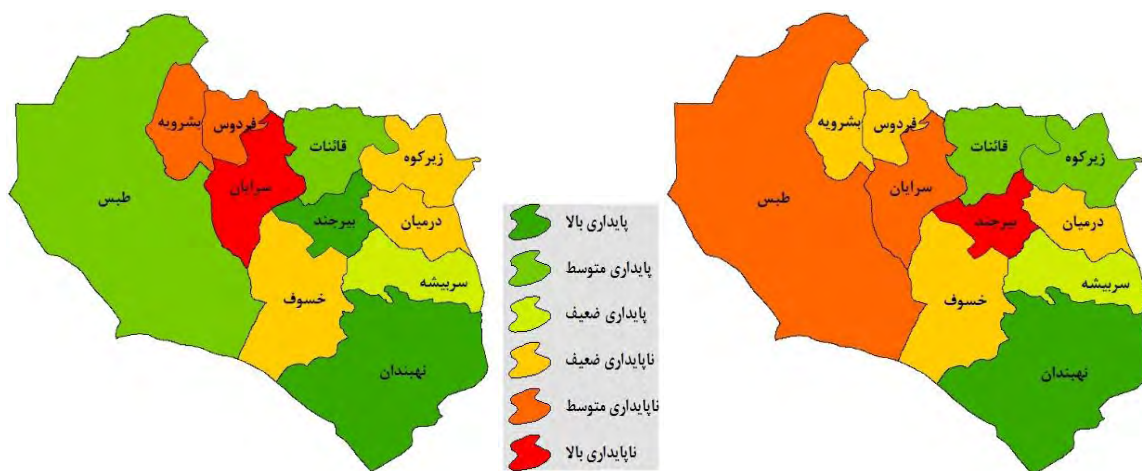 بشرویه
فردوس
قائنات
زیرکوه
سرایان
طبس
بیرجند
درمیان
سربیشه
خسوف
نهبندان
پایداری بالا
پایداری متوسط
پایداری ضعیف
ناپایداری ضعیف
ناپایداری متوسط
ناپایداری بالا
بشرویه
فردوس
قائنات
زیرکوه
سرایان
طبس
بیرجند
درمیان
سربیشه
خسوف
نهبندان